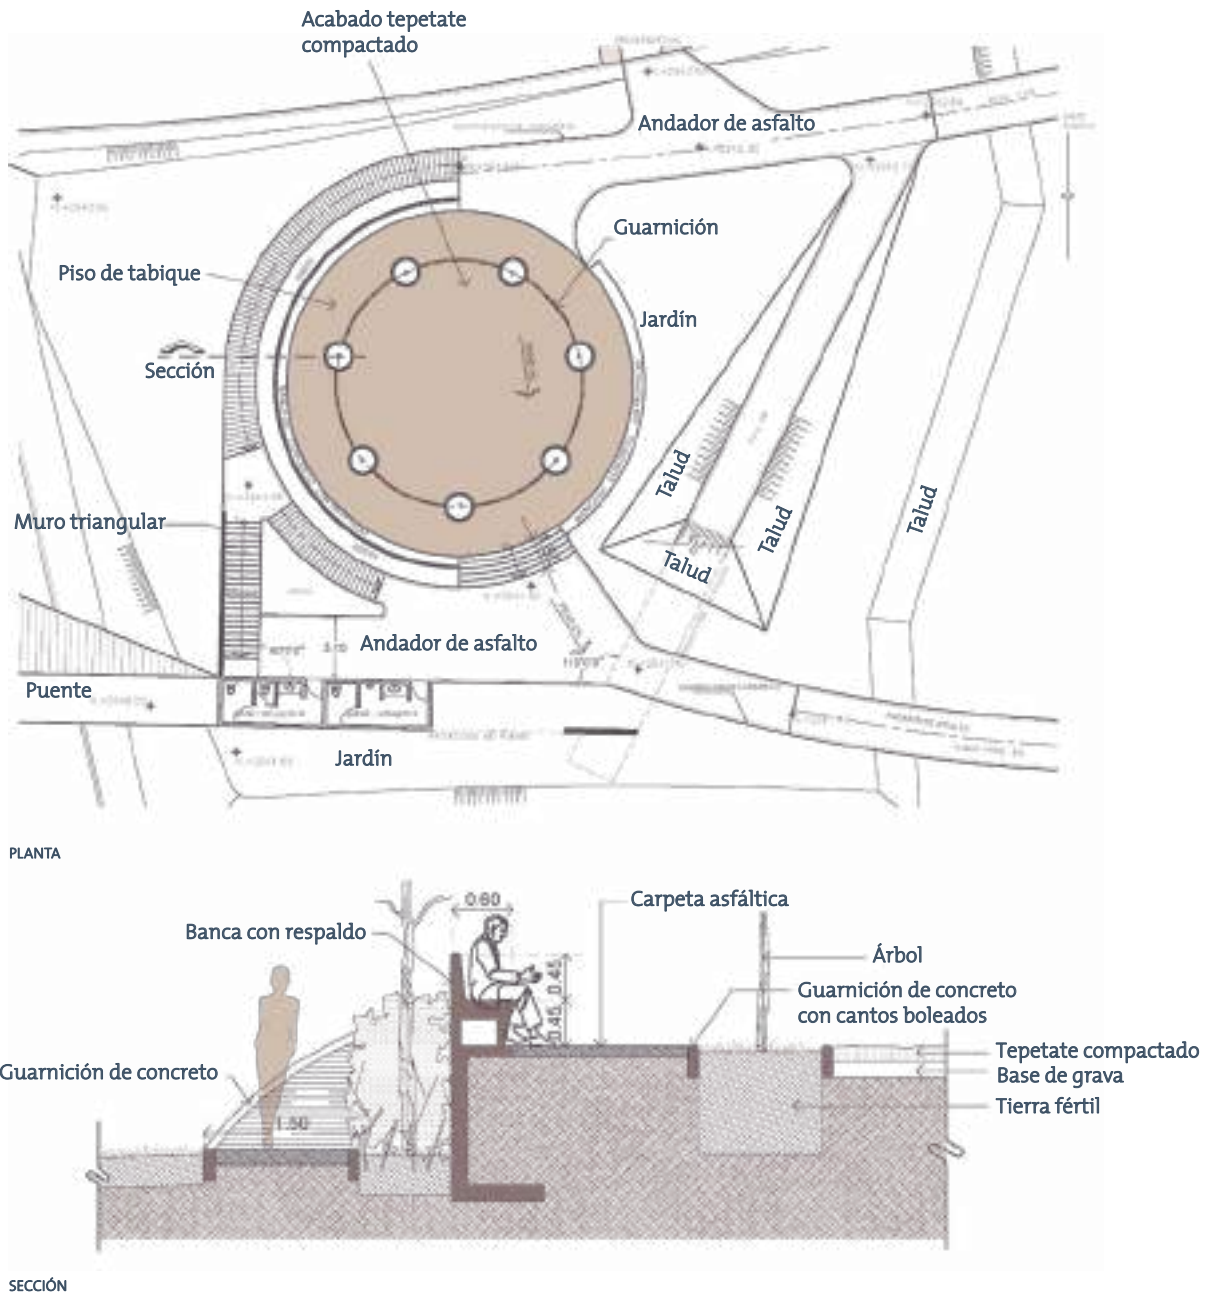 Acabado tepetate
compactado
Andador de asfalto
Guarnición
Piso de tabique
Jardín
Sección
Talud
Talud
Talud
Talud
Muro triangular
Andador de asfalto
Puente
Jardín
PLANTA
0.60
Carpeta asfáltica
Banca con respaldo
Árbol
0.45
0.45
Guarnición de concreto
con cantos boleados
Tepetate compactado
Guarnición de concreto
Base de grava
Tierra fértil
1.50
SECCIÓN